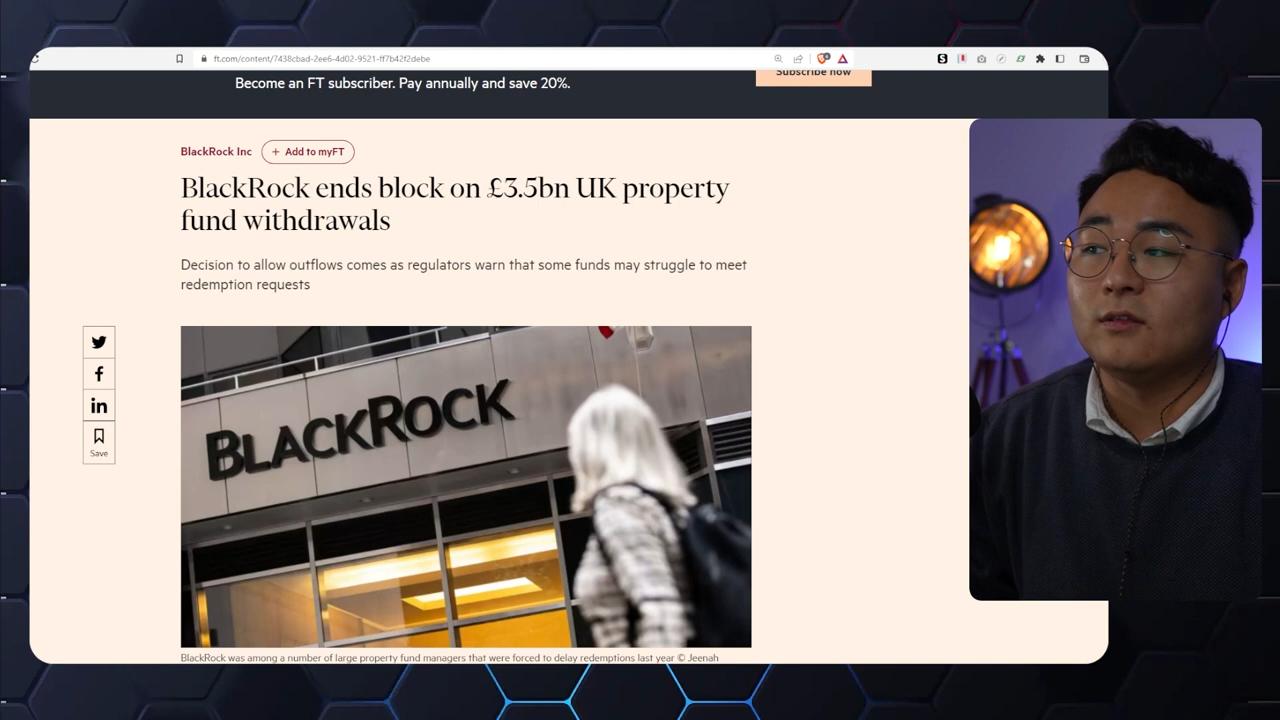 ft.com/content/7438cbad-2ee6-4d02-9521-ff7b42f2debe
Become an FT subscriber. Pay annually and save 20%.
Subscribe now
BlackRock Inc
+ Add to myFT
BlackRock ends block on £3.5bn UK property
fund withdrawals
Decision to allow outflows comes as regulators warn that some funds may struggle to meet
redemption requests
Save
BLACKROCK
BlackRock was among a number of large property fund managers that were forced to delay redemptions last year © Jeenah